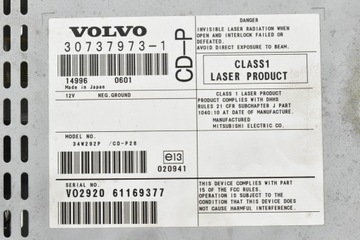 VOLVO
30737973-1
14996 0601
Made in Japan
12V NEG.GROUND
CD-P
MODEL NO.
34W292P /CD-P28
e13
020941
SERIAL NO.
VO2920 61169377
DANGER
INVISIBLE LASER RADIATION WHEN
OPEN AND INTERLOCK FAILED OR
DEFEATED.
AVOID DIRECT EXPOSURE TO BEAM.
CLASS1
LASER PRODUCT
CLASS 1 LASER PRODUCT
PRODUCT COMPLIES WITH DHHS
RULES 21 CFR SUBCHAPTER J PART
1040:10 AT DATE OF MANUFACTURE.
MANUFACTURED
MITSUBISHI ELECTRIC CO.
THIS DEVICE COMPLIES WITH PART
15 OF THE FCC RULES.
OPERATION IS SUBJECT TO THE
CONDITION THAT THIS DEVICE DOES
NOT CAUSE HARMFUL INTERFERENCE.